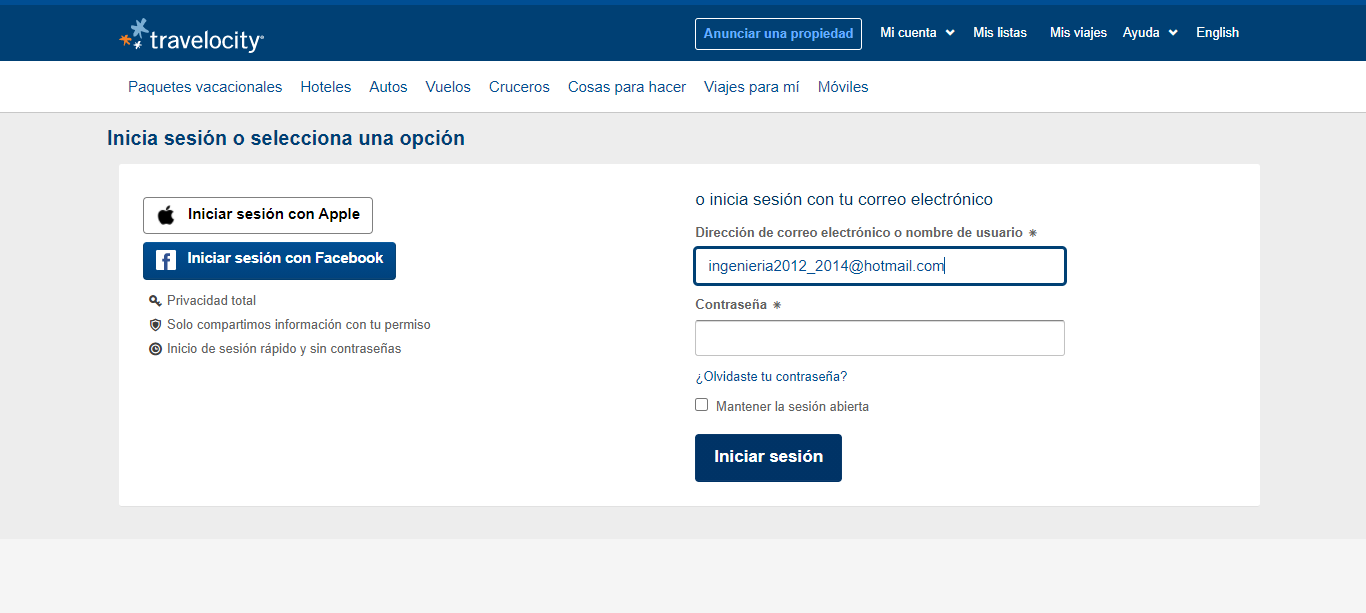 travelocity
Anunciar una propiedad
Mi cuenta
Mis listas
Mis viajes
Ayuda
English
Paquetes vacacionales
Hoteles
Autos
Vuelos
Cruceros
Cosas para hacer
Viajes para mí
Móviles
Inicia sesión o selecciona una opción
Iniciar sesión con Apple
Iniciar sesión con Facebook
Privacidad total
Solo compartimos información con tu permiso
Inicio de sesión rápido y sin contraseñas
o inicia sesión con tu correo electrónico
Dirección de correo electrónico o nombre de usuario *
ingenieria2012_2014@hotmail.com
Contraseña *
¿Olvidaste tu contraseña?
Mantener la sesión abierta
Iniciar sesión